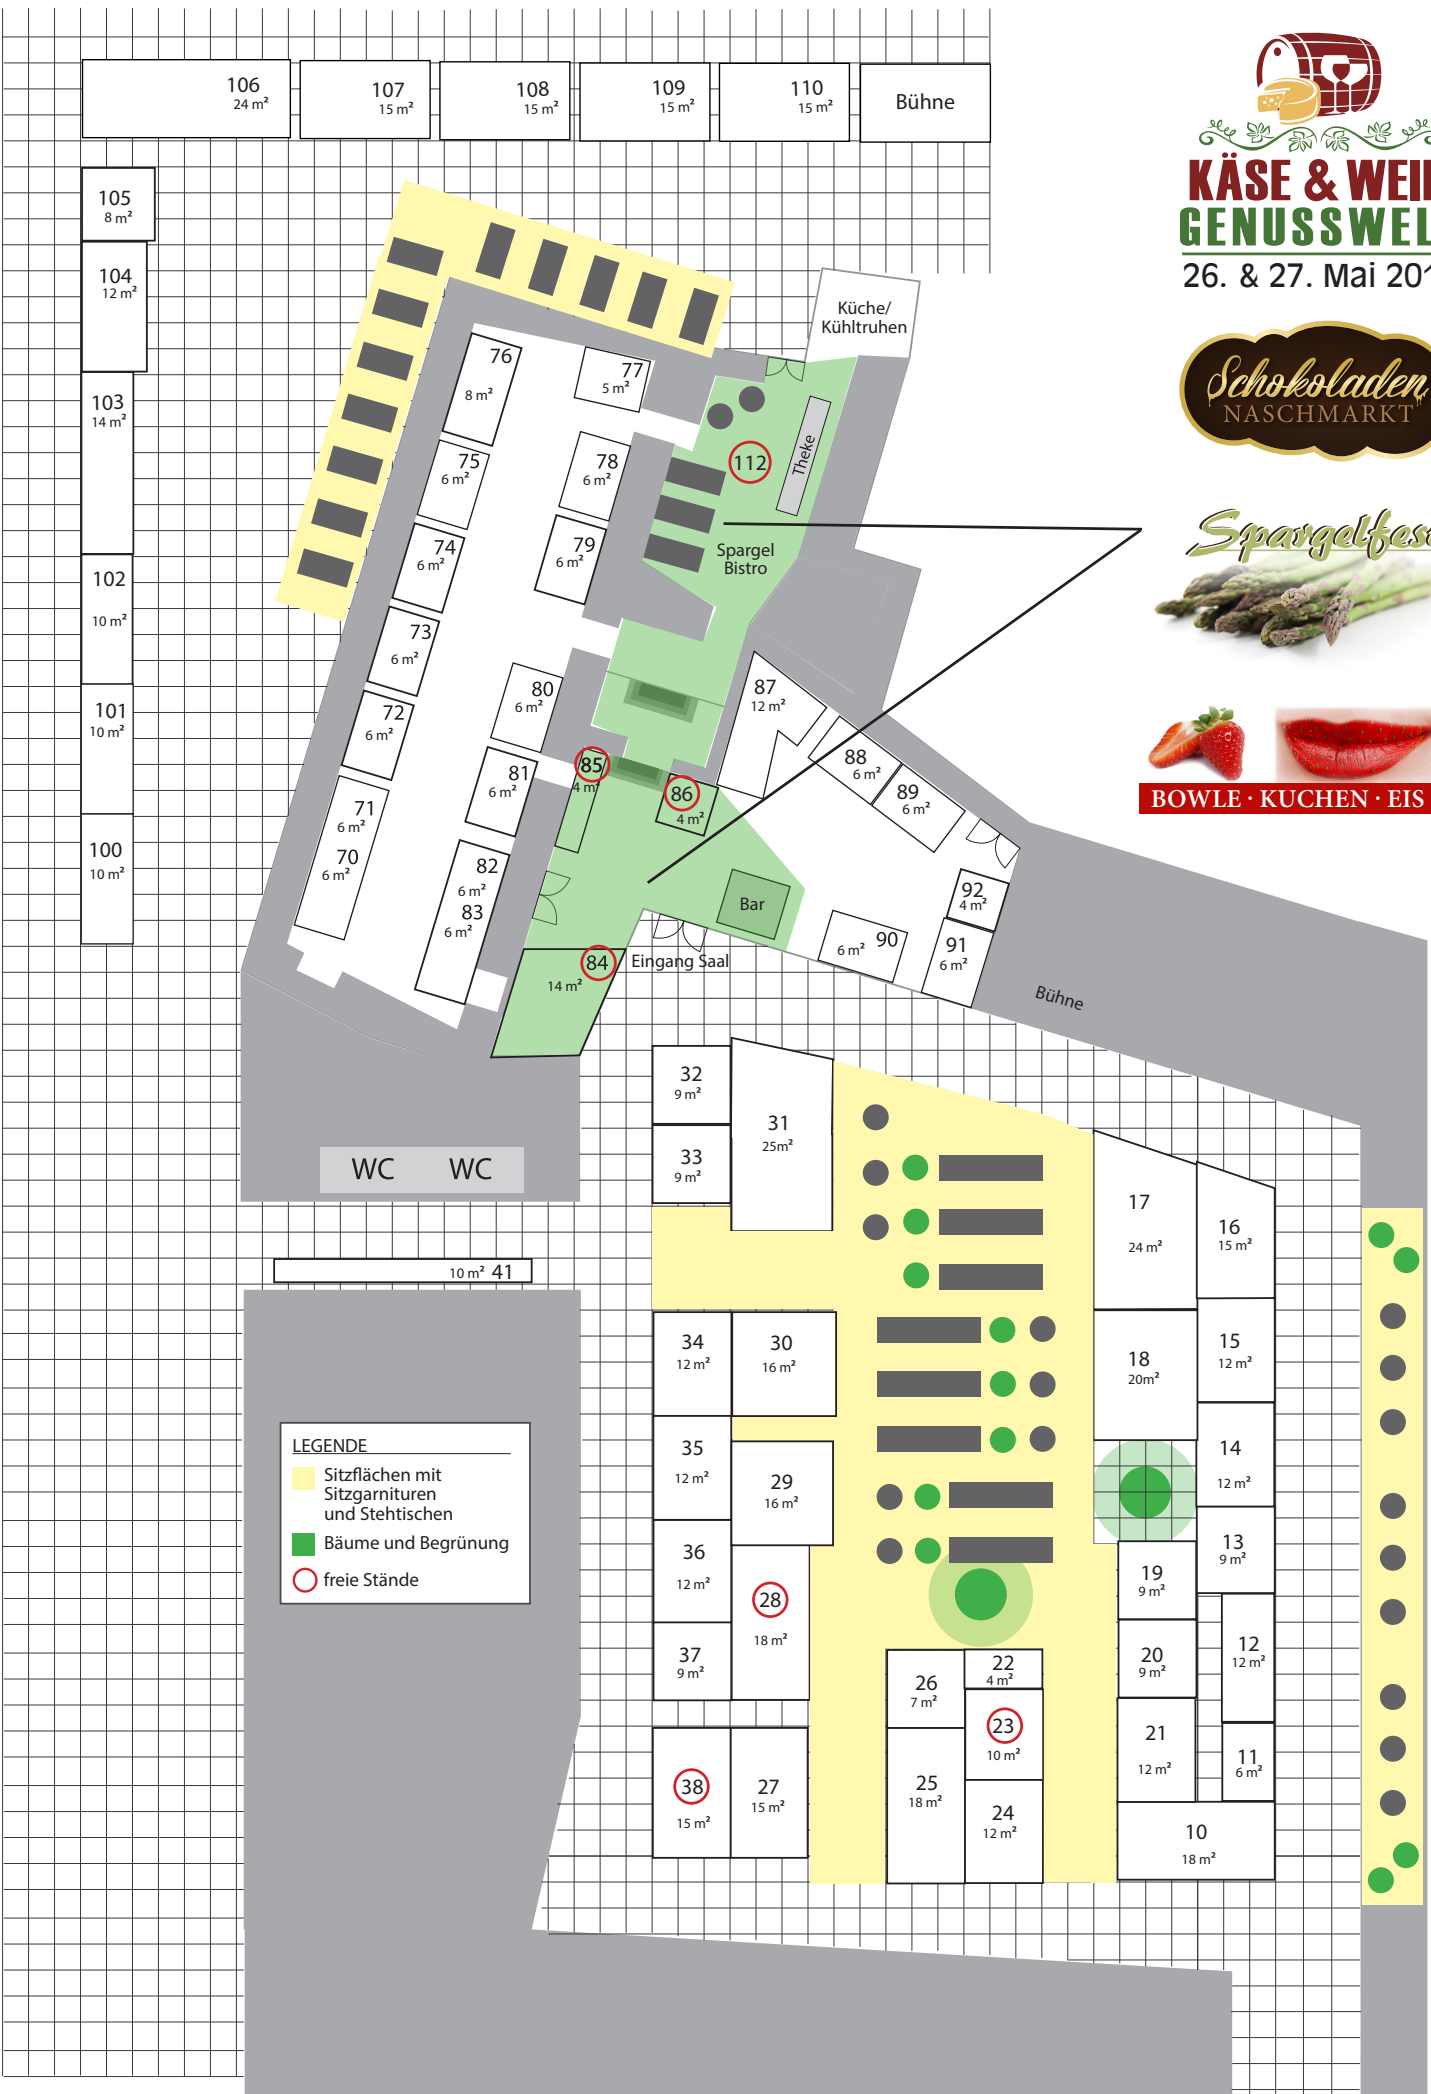 106
24 m²
107
15 m²
108
15 m²
109
15 m²
110
15 m²
Bühne
KÄSE & WEI
GENUSSWEL
26. & 27. Mai 201
105
8 m²
104
12 m²
Küche/
Kühltruhen
Schokoladen
NASCHMARKT
103
14 m²
76
8 m²
77
5 m²
75
6 m²
78
6 m²
112
Theke
74
6 m²
79
6 m²
Spargel
Bistro
Spargelfes
102
10 m²
73
6 m²
101
10 m²
72
6 m²
80
6 m²
87
12 m²
88
6 m²
89
6 m²
81
6 m²
85
4 m²
86
4 m²
BOWLE · KUCHEN · EIS
71
6 m²
70
6 m²
100
10 m²
82
6 m²
83
6 m²
Bar
92
4 m²
90
6 m²
91
6 m²
84
14 m²
Eingang Saal
Bühne
32
9 m²
31
25m²
33
9 m²
WC WC
17
24 m²
16
15 m²
10 m² 41
34
12 m²
30
16 m²
18
20m²
15
12 m²
LEGENDE
Sitzflächen mit
Sitzgarnituren
und Stehtischen
Bäume und Begrünung
freie Stände
35
12 m²
29
16 m²
14
12 m²
36
12 m²
28
18 m²
13
9 m²
19
9 m²
37
9 m²
26
7 m²
22
4 m²
20
9 m²
12
12 m²
23
10 m²
21
12 m²
11
6 m²
38
15 m²
27
15 m²
25
18 m²
24
12 m²
10
18 m²